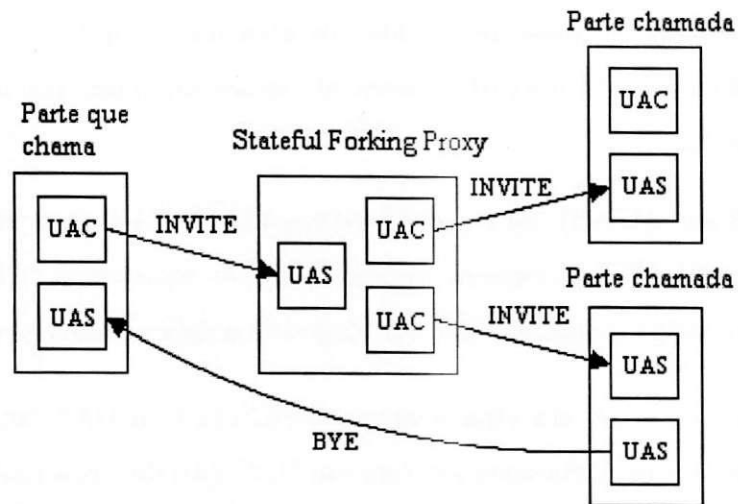 Parte chamada
UAC
UAS
Parte que
chama
UAC
UAS
INVITE
Stateful Forking Proxy
UAS
UAC
UAC
INVITE
INVITE
Parte chamada
UAS
UAS
BYE